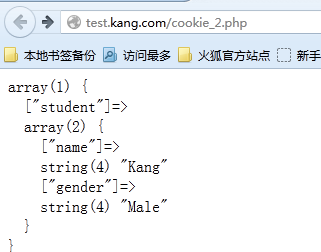 test.kang.com/cookie_2.php
本地书签备份 访问最多 火狐官方站点 新手
array(1) {
  ["student"]=>
  array(2) {
    ["name"]=>
    string(4) "Kang"
    ["gender"]=>
    string(4) "Male"
  }
}